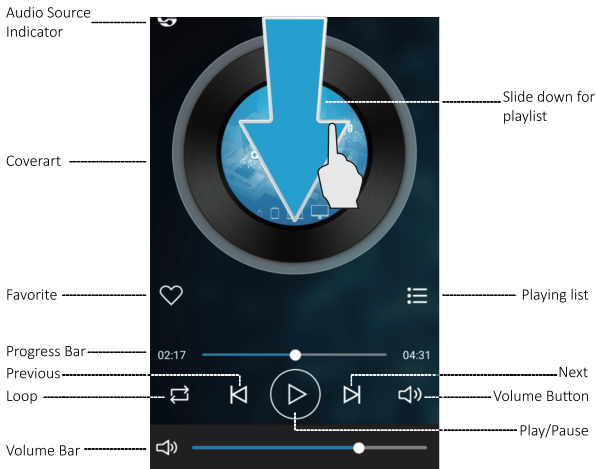 Audio Source
Indicator
Slide down for
playlist
Coverart
Favorite
Playing list
Progress Bar
02:17
04:31
Previous
Next
Loop
Volume Button
Play/Pause
Volume Bar